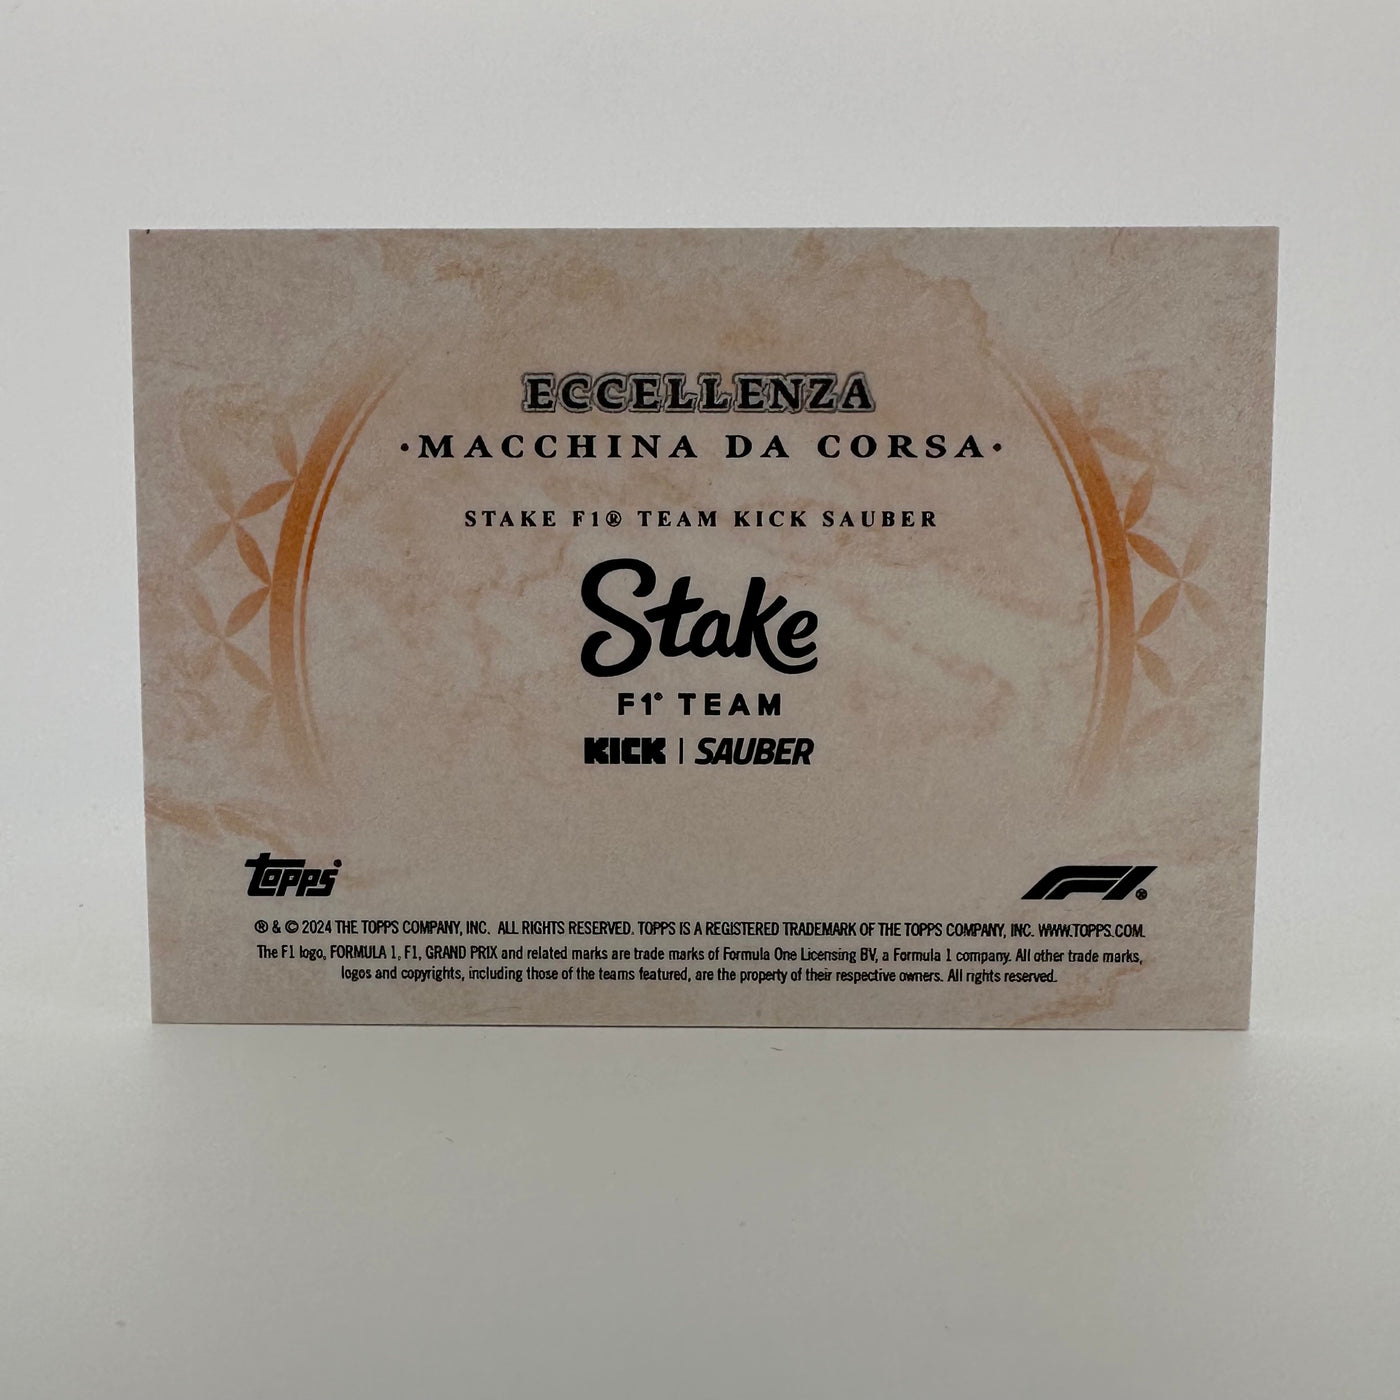 ECCELLENZA
·MACCHINA DA CORSA·
STAKE F1® TEAM KICK SAUBER
Stake
F1® TEAM
KICK | SAUBER
topps F1®
® & © 2024 THE TOPPS COMPANY, INC. ALL RIGHTS RESERVED. TOPPS IS A REGISTERED TRADEMARK OF THE TOPPS COMPANY, INC. WWW.TOPPS.COM.
The F1 logo, FORMULA 1, F1, GRAND PRIX and related marks are trade marks of Formula One Licensing BV, a Formula 1 company. All other trade marks,
logos and copyrights, including those of the teams featured, are the property of their respective owners. All rights reserved.